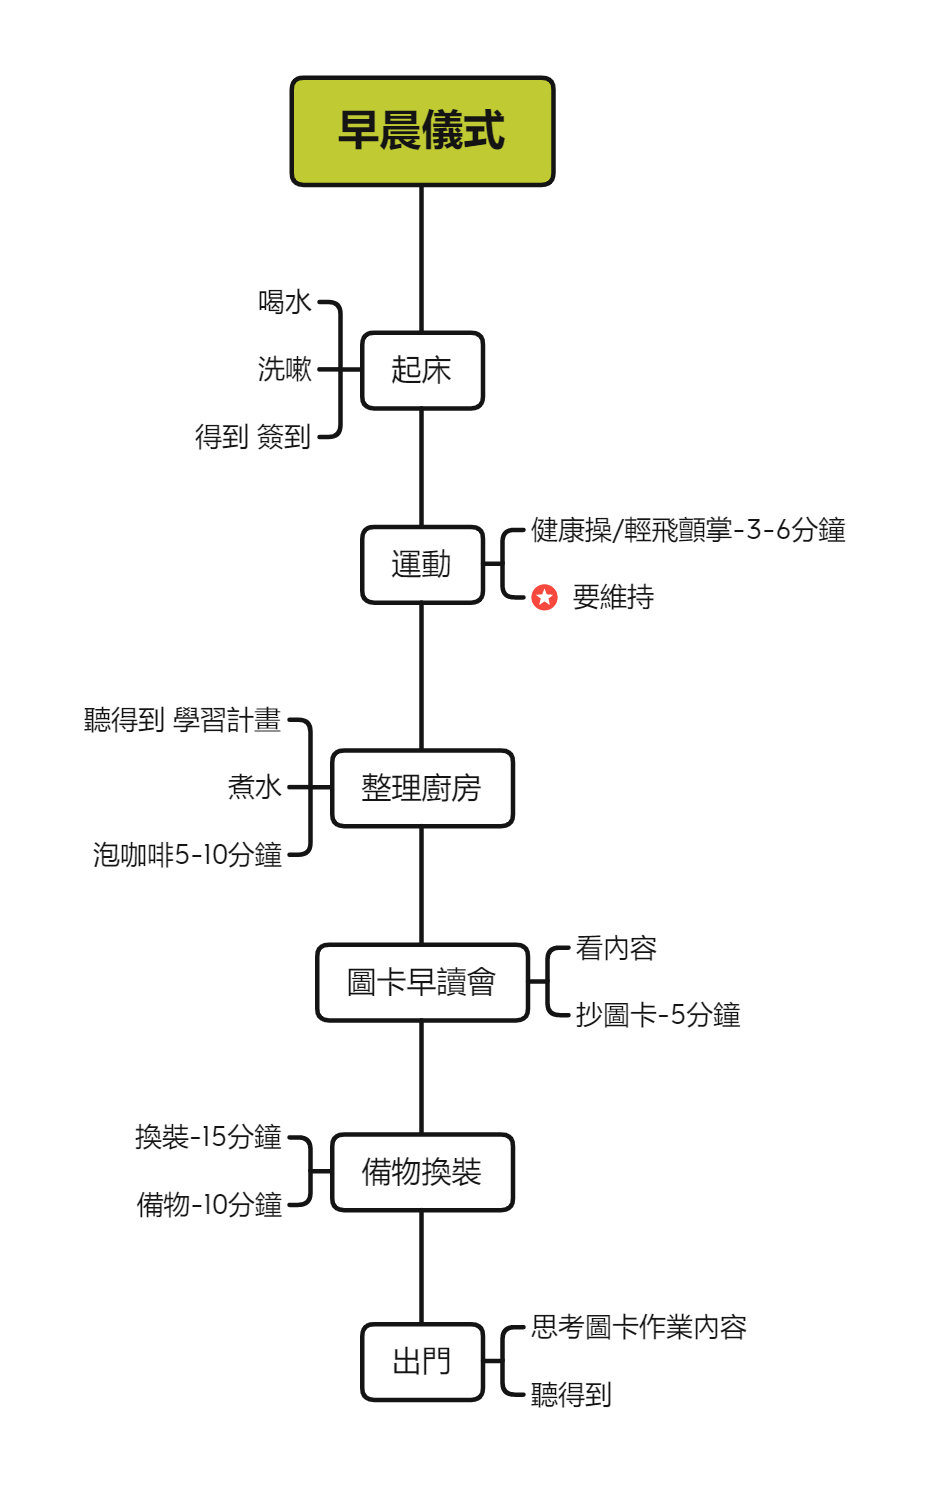 早晨儀式
喝水
洗嗽
得到 簽到
起床
運動
健康操/輕飛顫掌-3-6分鐘
要維持
聽得到 學習計畫
煮水
泡咖啡5-10分鐘
整理廚房
圖卡早讀會
看內容
抄圖卡-5分鐘
換裝-15分鐘
備物-10分鐘
備物換裝
出門
思考圖卡作業內容
聽得到